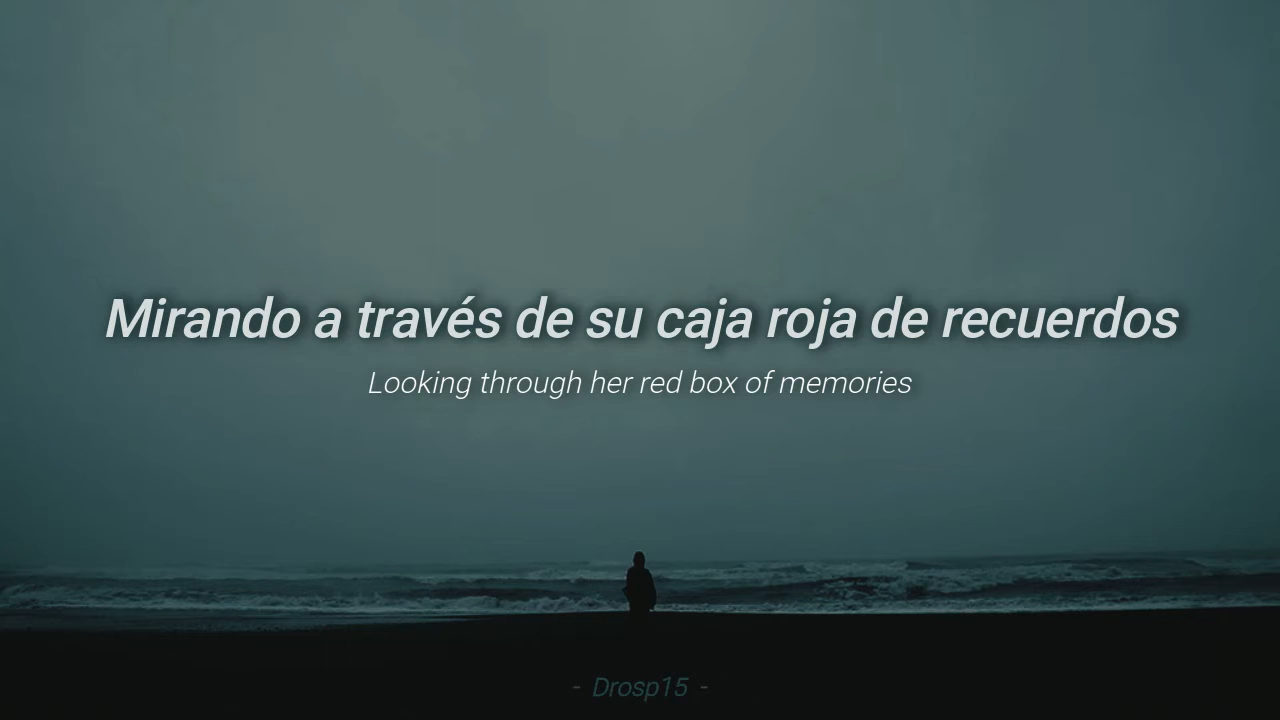 Mirando a través de su caja roja de recuerdos
Looking through her red box of memories
- Drosp15 -